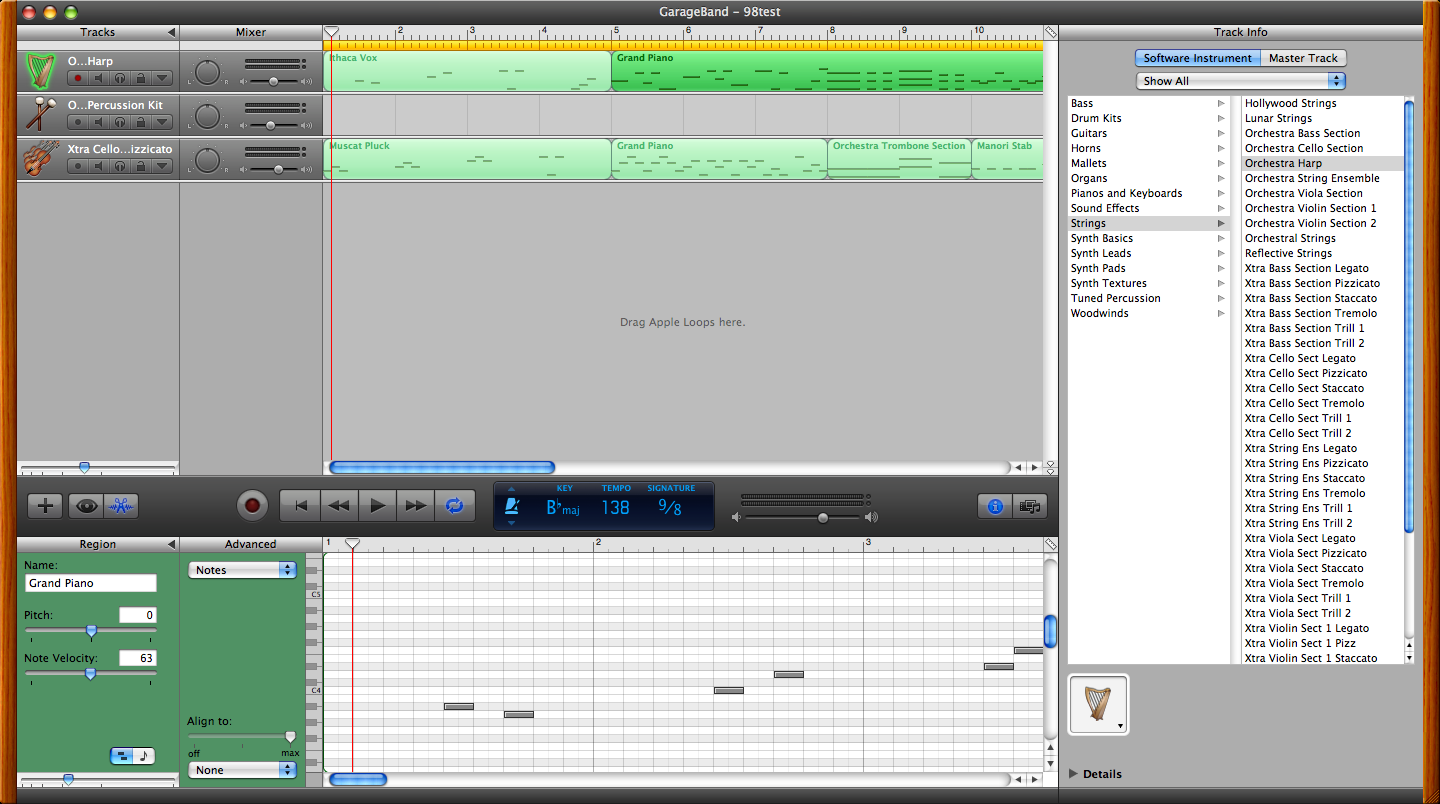 GarageBand - 98test
Tracks
Mixer
2 3 4 5 6 7 8 9 10
Track Info
O...Harp
L R
Ithaca Vox
Grand Piano
O...Percussion Kit
L R
Xtra Cello...izzicato
L R
Muscat Pluck
Grand Piano
Orchestra Trombone Section
Manori Stab
Drag Apple Loops here.
Software Instrument
Master Track
Show All
Bass
Drum Kits
Guitars
Horns
Mallets
Organs
Pianos and Keyboards
Sound Effects
Strings
Synth Basics
Synth Leads
Synth Pads
Synth Textures
Tuned Percussion
Woodwinds
Hollywood Strings
Lunar Strings
Orchestra Bass Section
Orchestra Cello Section
Orchestra Harp
Orchestra String Ensemble
Orchestra Viola Section
Orchestra Violin Section 1
Orchestra Violin Section 2
Orchestral Strings
Reflective Strings
Xtra Bass Section Legato
Xtra Bass Section Pizzicato
Xtra Bass Section Staccato
Xtra Bass Section Tremolo
Xtra Bass Section Trill 1
Xtra Bass Section Trill 2
Xtra Cello Sect Legato
Xtra Cello Sect Pizzicato
Xtra Cello Sect Staccato
Xtra Cello Sect Tremolo
Xtra Cello Sect Trill 1
Xtra Cello Sect Trill 2
Xtra String Ens Legato
Xtra String Ens Pizzicato
Xtra String Ens Staccato
Xtra String Ens Tremolo
Xtra String Ens Trill 1
Xtra String Ens Trill 2
Xtra Viola Sect Legato
Xtra Viola Sect Pizzicato
Xtra Viola Sect Staccato
Xtra Viola Sect Tremolo
Xtra Viola Sect Trill 1
Xtra Viola Sect Trill 2
Xtra Violin Sect 1 Legato
Xtra Violin Sect 1 Pizz
Xtra Violin Sect 1 Staccato
Details
KEY TEMPO SIGNATURE
B♭maj 138 9/8
Region
Advanced
1 2 3
Name:
Grand Piano
Pitch: 0
Note Velocity: 63
Notes
Align to:
off max
None
C5
C4